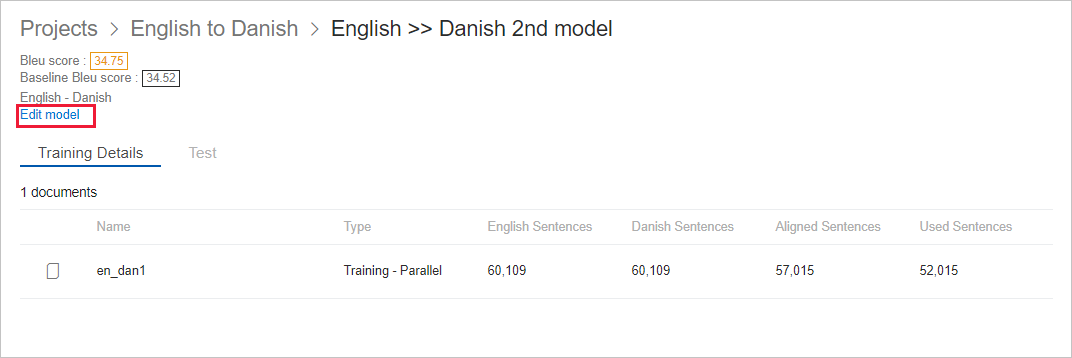 Projects > English to Danish > English >> Danish 2nd model
Bleu score : 34.75
Baseline Bleu score : 34.52
English - Danish
Edit model
Training Details Test
1 documents
Name Type English Sentences Danish Sentences Aligned Sentences Used Sentences
en_dan1 Training - Parallel 60,109 60,109 57,015 52,015